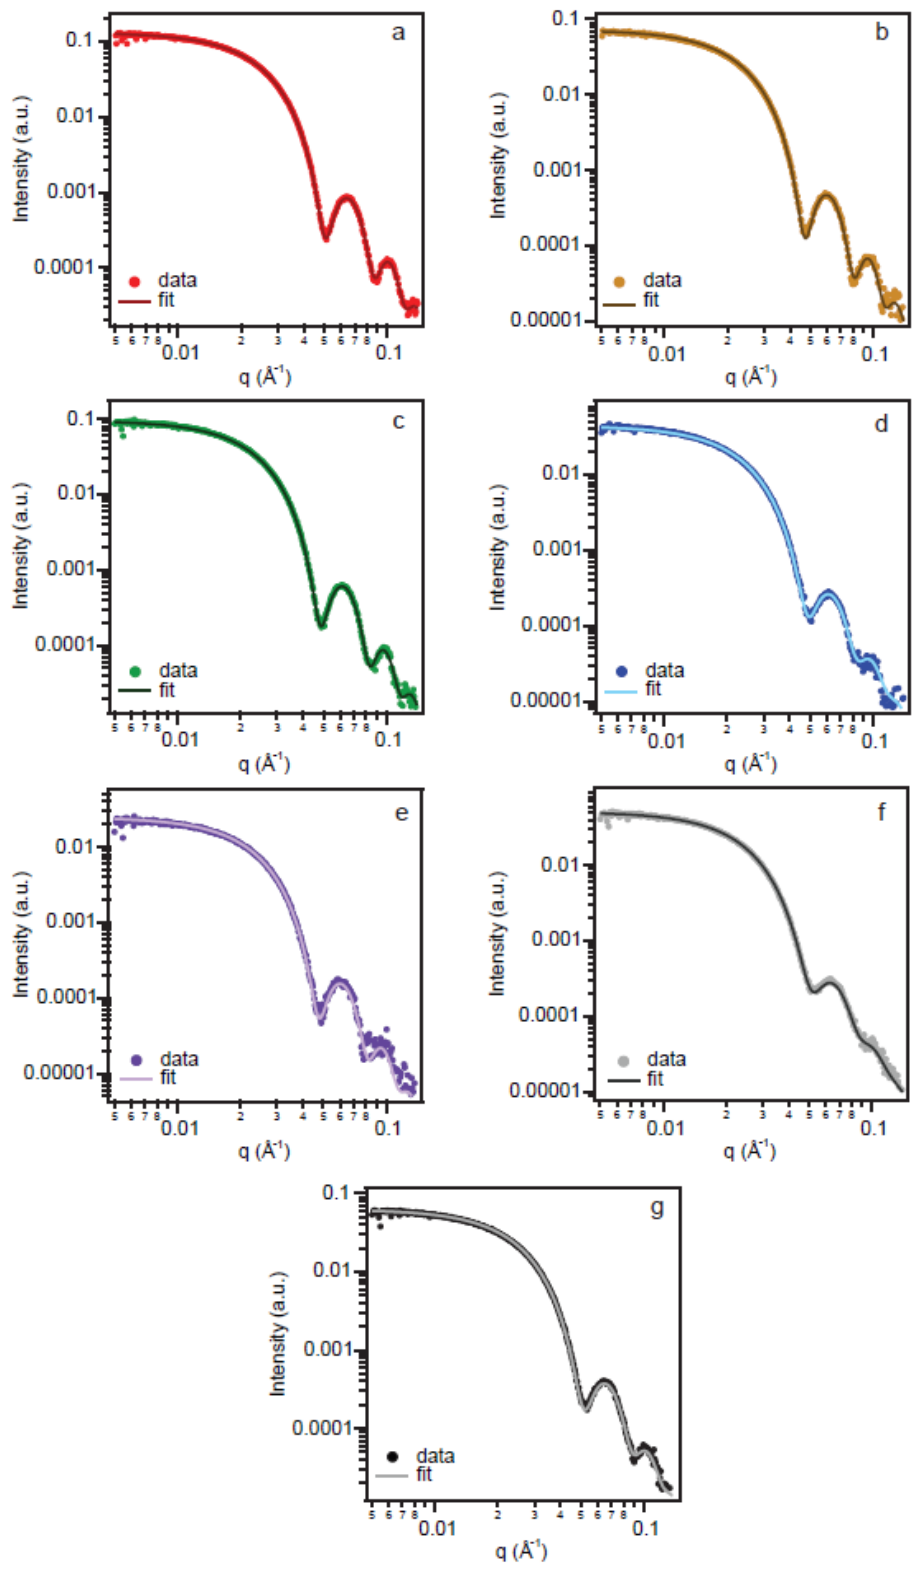 a
Intensity (a.u.)
0.1
0.01
0.001
0.0001
data
fit
5 6 7 8 0.01 2 3 4 5 6 7 8 0.1
q (Å-1)
b
Intensity (a.u.)
0.1
0.01
0.001
0.0001
0.00001
data
fit
5 6 7 8 0.01 2 3 4 5 6 7 8 0.1
q (Å-1)
c
Intensity (a.u.)
0.1
0.01
0.001
0.0001
data
fit
5 6 7 8 0.01 2 3 4 5 6 7 8 0.1
q (Å-1)
d
Intensity (a.u.)
0.01
0.001
0.0001
0.00001
data
fit
5 6 7 8 0.01 2 3 4 5 6 7 8 0.1
q (Å-1)
e
Intensity (a.u.)
0.01
0.001
0.0001
0.00001
data
fit
5 6 7 8 0.01 2 3 4 5 6 7 8 0.1
q (Å-1)
f
Intensity (a.u.)
0.01
0.001
0.0001
0.00001
data
fit
5 6 7 8 0.01 2 3 4 5 6 7 8 0.1
q (Å-1)
g
Intensity (a.u.)
0.1
0.01
0.001
0.0001
data
fit
5 6 7 8 0.01 2 3 4 5 6 7 8 0.1
q (Å-1)